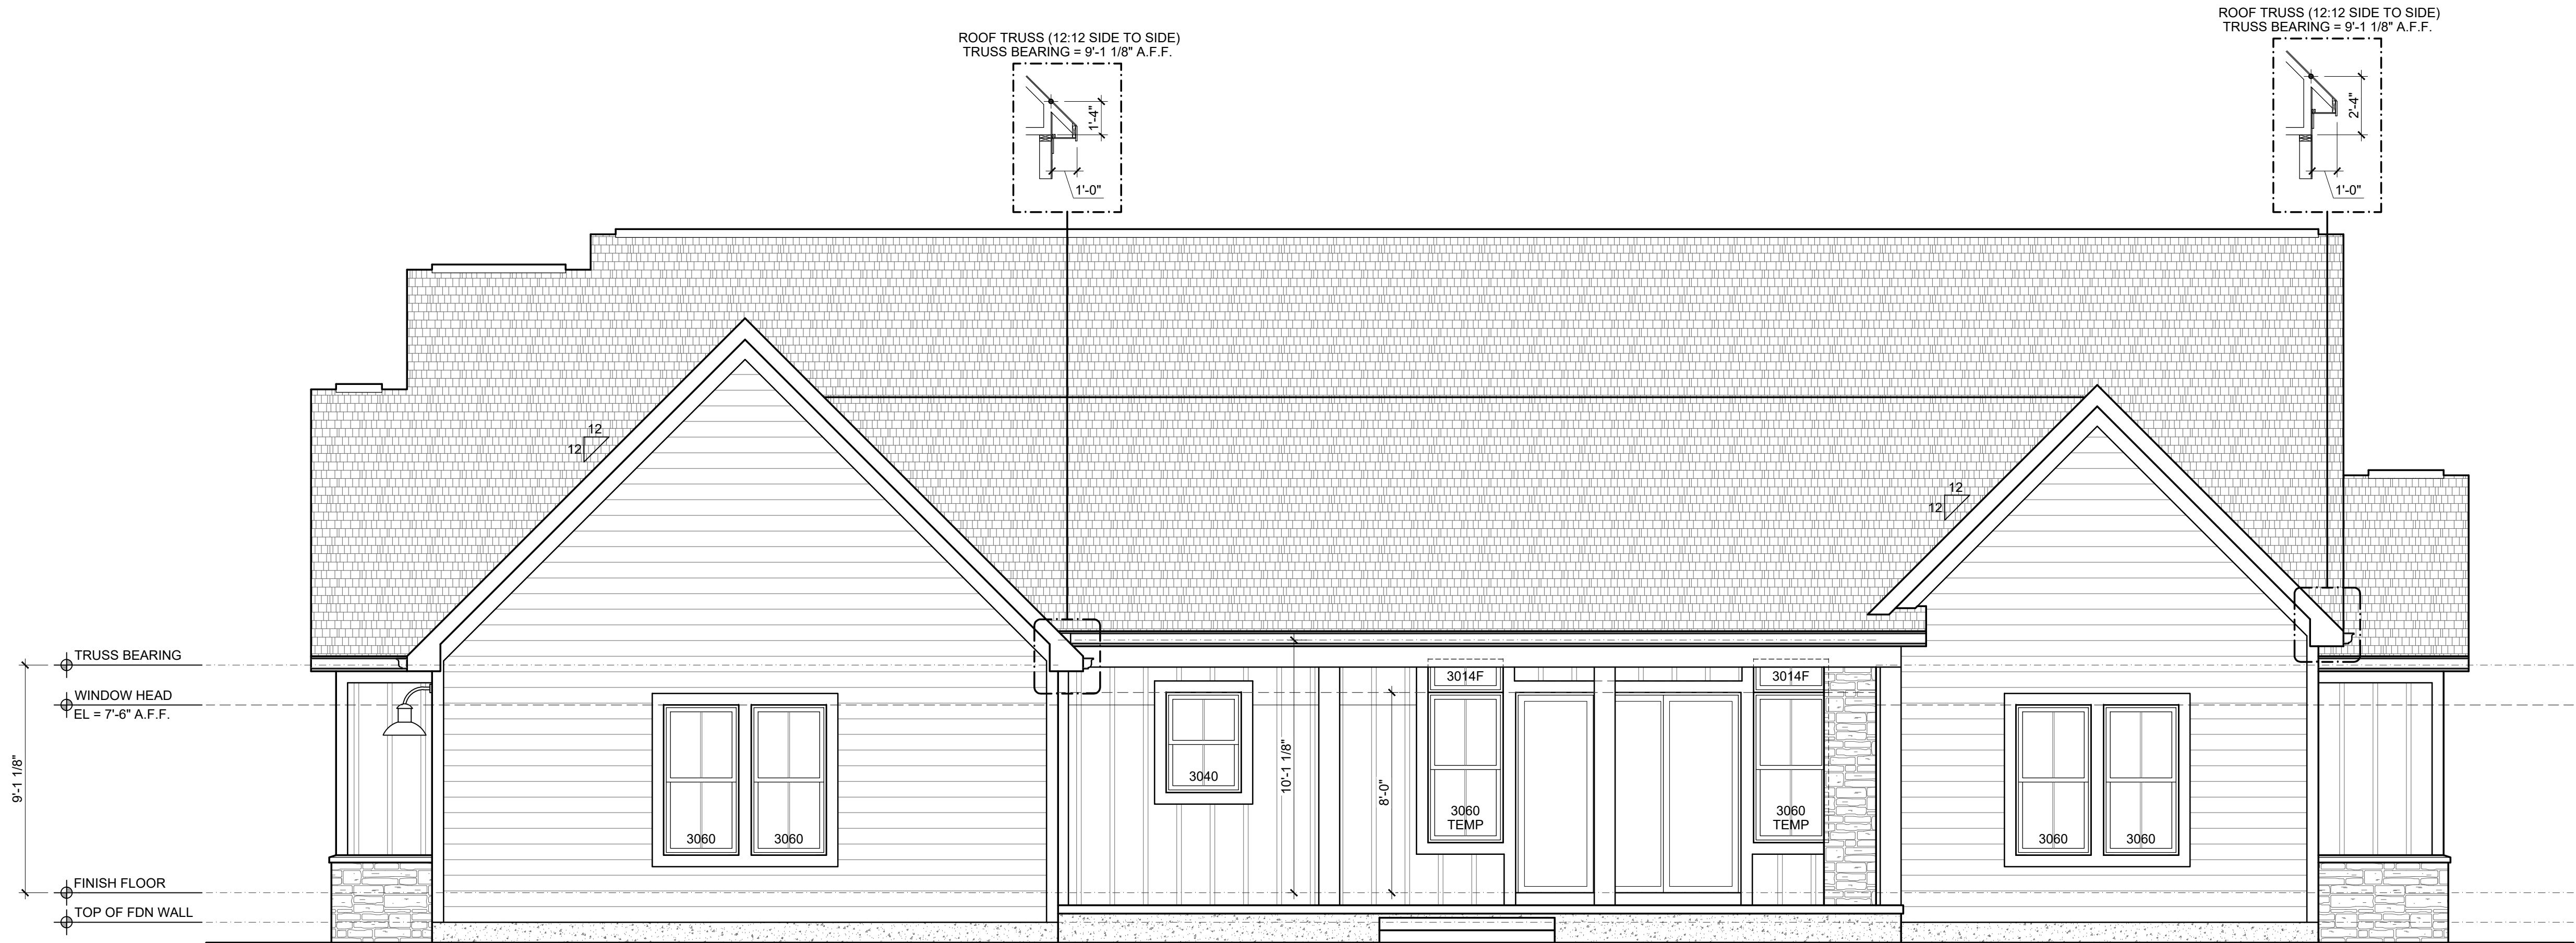 ROOF TRUSS (12:12 SIDE TO SIDE)
TRUSS BEARING = 9'-1 1/8" A.F.F.
1'-4"
1'-0"
ROOF TRUSS (12:12 SIDE TO SIDE)
TRUSS BEARING = 9'-1 1/8" A.F.F.
2'-4"
1'-0"
12
12
12
12
TRUSS BEARING
WINDOW HEAD
EL = 7'-6" A.F.F.
9'-1 1/8"
FINISH FLOOR
TOP OF FDN WALL
3060
3060
3040
10'-1 1/8"
8'-0"
3014F
3060
TEMP
3014F
3060
TEMP
3060
3060